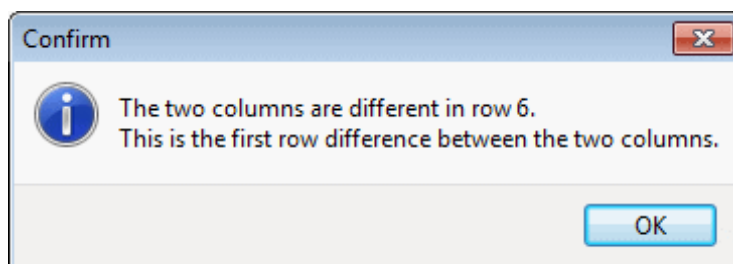 Confirm
The two columns are different in row 6.
This is the first row difference between the two columns.
OK